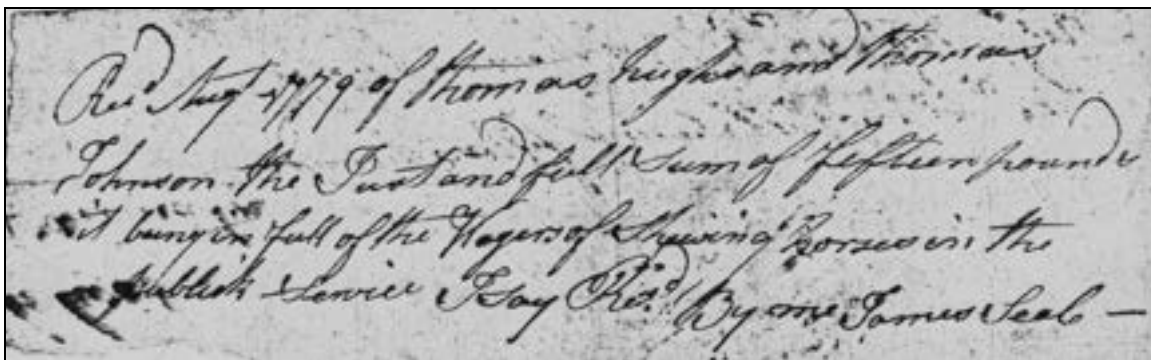 Recd Augt 1779 of Thomas Hughs and Thomas
Johnson the Just and full Sum of fifteen pounds
it being in full of the Wagers of Shewing horses in the
publick Service I say Recd By me James Seal —